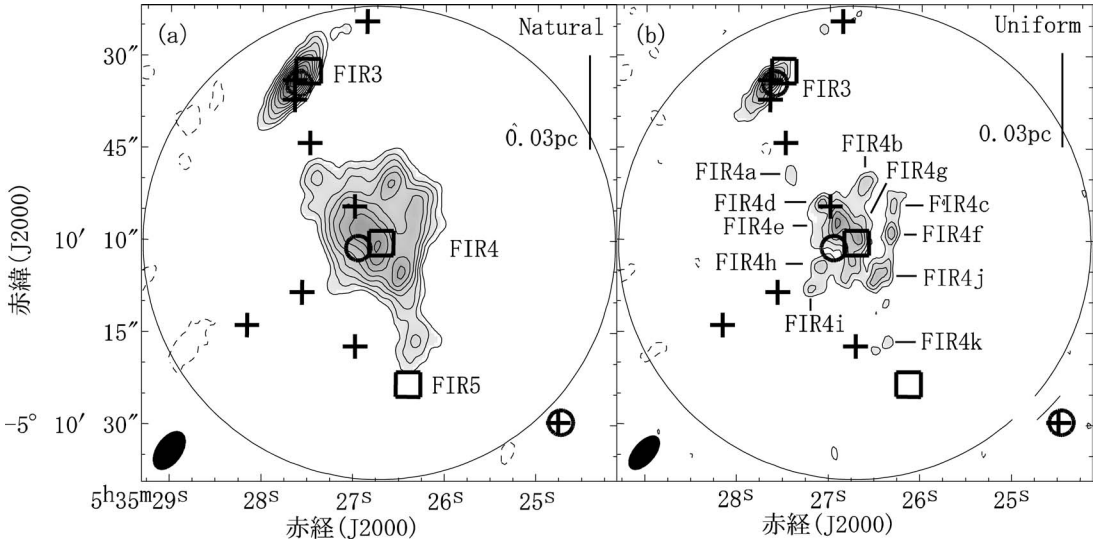 (a)
Natural
FIR3
0.03pc
FIR4
FIR5
30″
45″
10′ 10″
15″
-5° 10′ 30″
赤緯(J2000)
5h35m29s
28s
27s
26s
25s
赤経(J2000)
(b)
Uniform
FIR3
0.03pc
FIR4b
FIR4a
FIR4g
FIR4d
FIR4c
FIR4e
FIR4f
FIR4h
FIR4j
FIR4i
FIR4k
28s
27s
26s
25s
赤経(J2000)